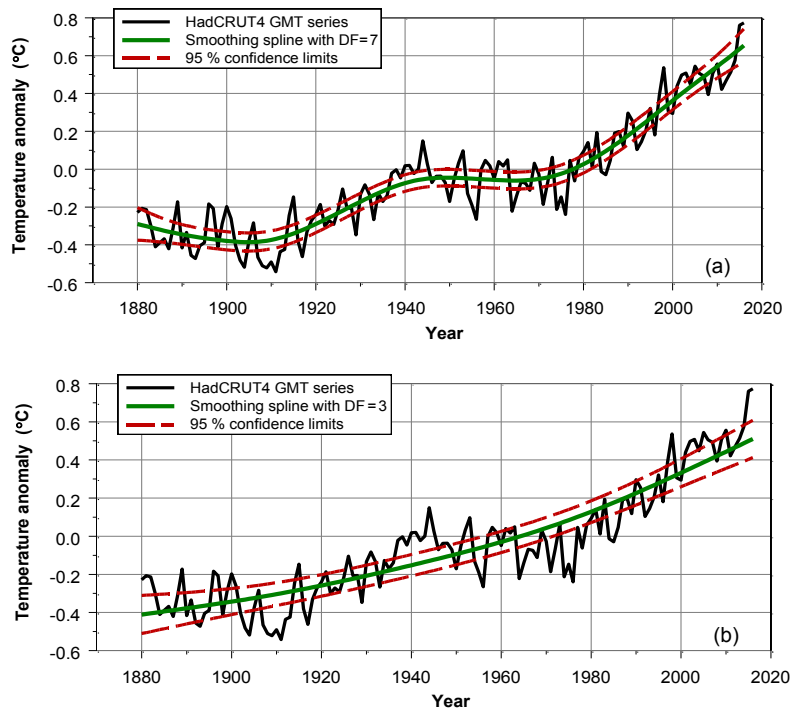 HadCRUT4 GMT series
Smoothing spline with DF=7
95 % confidence limits
Temperature anomaly (ºC)
0.8
0.6
0.4
0.2
0.0
-0.2
-0.4
-0.6
(a)
1880 1900 1920 1940 1960 1980 2000 2020
Year
HadCRUT4 GMT series
Smoothing spline with DF=3
95 % confidence limits
Temperature anomaly (ºC)
0.8
0.6
0.4
0.2
0.0
-0.2
-0.4
-0.6
(b)
1880 1900 1920 1940 1960 1980 2000 2020
Year